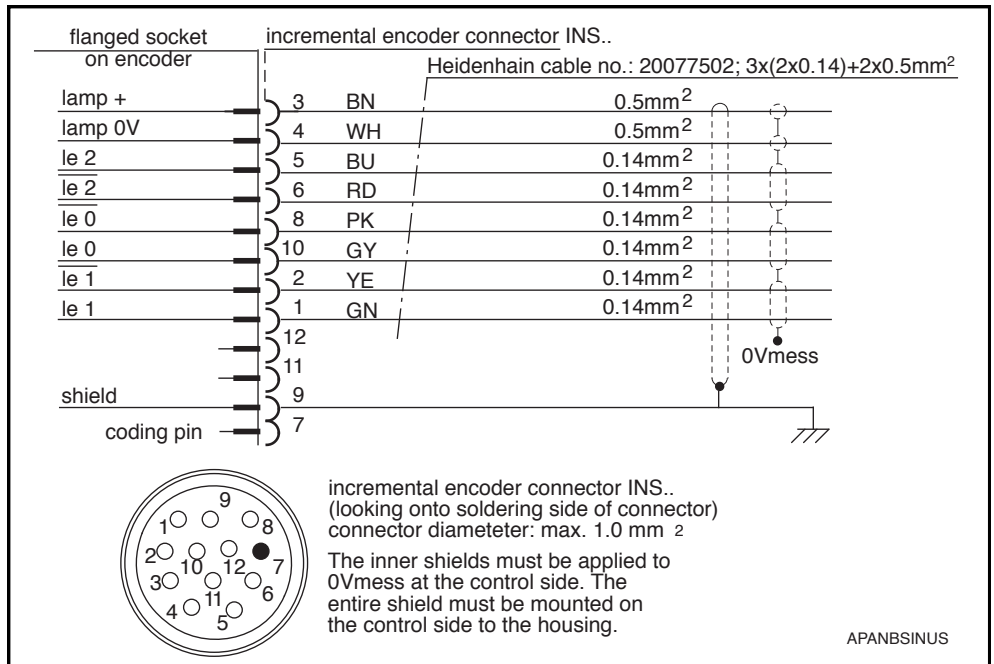 flanged socket
on encoder
incremental encoder connector INS..
Heidenhain cable no.: 20077502; 3x(2x0.14)+2x0.5mm²
lamp + 3 BN 0.5mm²
lamp 0V 4 WH 0.5mm²
Ie 2 5 BU 0.14mm²
I̅e̅ ̅2̅ 6 RD 0.14mm²
I̅e̅ ̅0̅ 8 PK 0.14mm²
Ie 0 10 GY 0.14mm²
I̅e̅ ̅1̅ 2 YE 0.14mm²
Ie 1 1 GN 0.14mm²
12
0Vmess
11
shield 9
coding pin 7
9
1 8
2 10 12 7
3 11 6
4 5
incremental encoder connector INS..
(looking onto soldering side of connector)
connector diameteter: max. 1.0 mm 2
The inner shields must be applied to
0Vmess at the control side. The
entire shield must be mounted on
the control side to the housing.
APANBSINUS